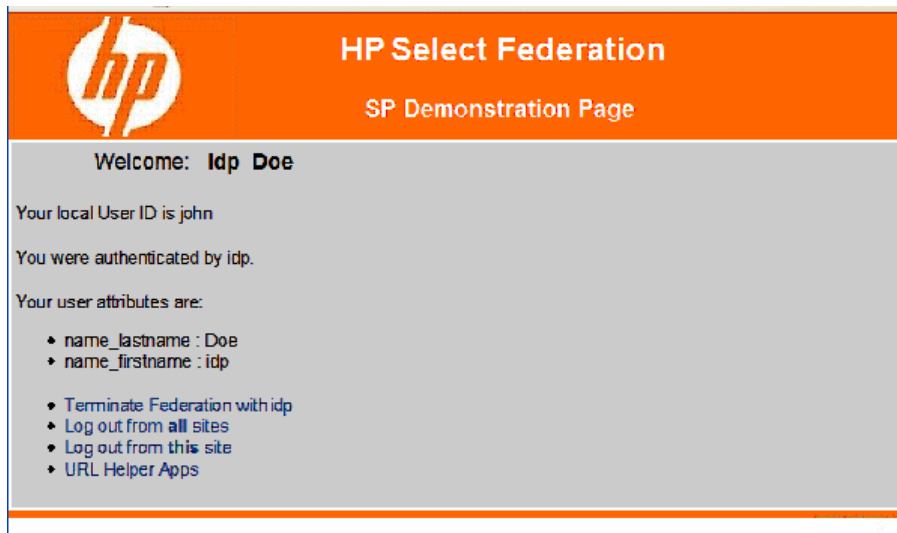 hp
HP Select Federation
SP Demonstration Page
Welcome: Idp Doe
Your local User ID is john
You were authenticated by idp.
Your user attributes are:
name_lastname : Doe
name_firstname : idp
Terminate Federation with idp
Log out from all sites
Log out from this site
URL Helper Apps